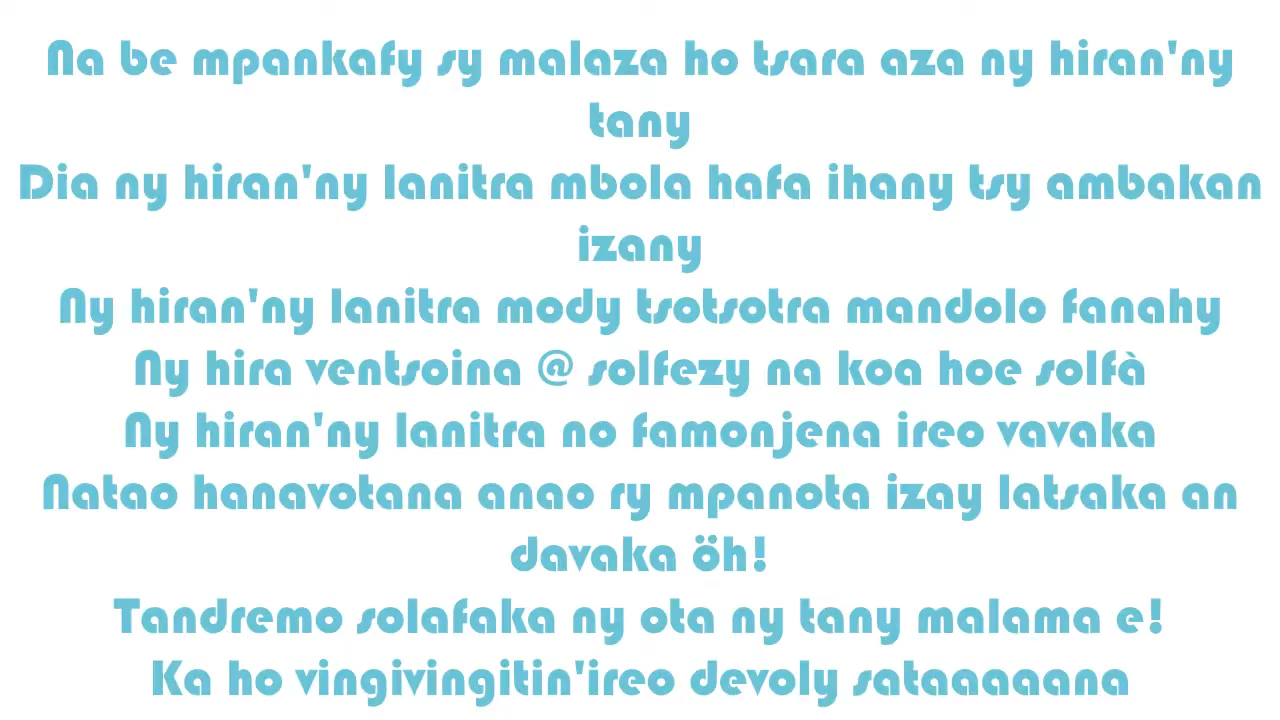 Na be mpankafy sy malaza ho tsara aza ny hiran'ny
tany
Dia ny hiran'ny lanitra mbola hafa ihany tsy ambakan
izany
Ny hiran'ny lanitra mody tsotsotra mandolo fanahy
Ny hira ventsoina @ solfezy na koa hoe solfà
Ny hiran'ny lanitra no famonjena ireo vavaka
Natao hanavotana anao ry mpanota izay latsaka an
davaka öh!
Tandremo solafaka ny ota ny tany malama e!
Ka ho vingivingitin'ireo devoly sataaaaana